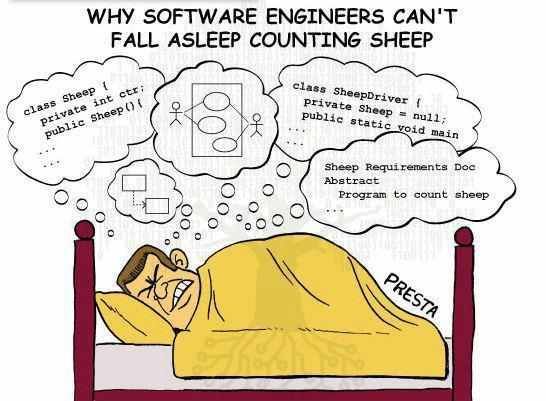 WHY SOFTWARE ENGINEERS CAN'T
FALL ASLEEP COUNTING SHEEP
class Sheep {
private int ctr;
public Sheep(){
...
...
class SheepDriver {
private Sheep = null;
public static void main
...
...
Sheep Requirements Doc
Abstract
Program to count sheep
...
PRESTA